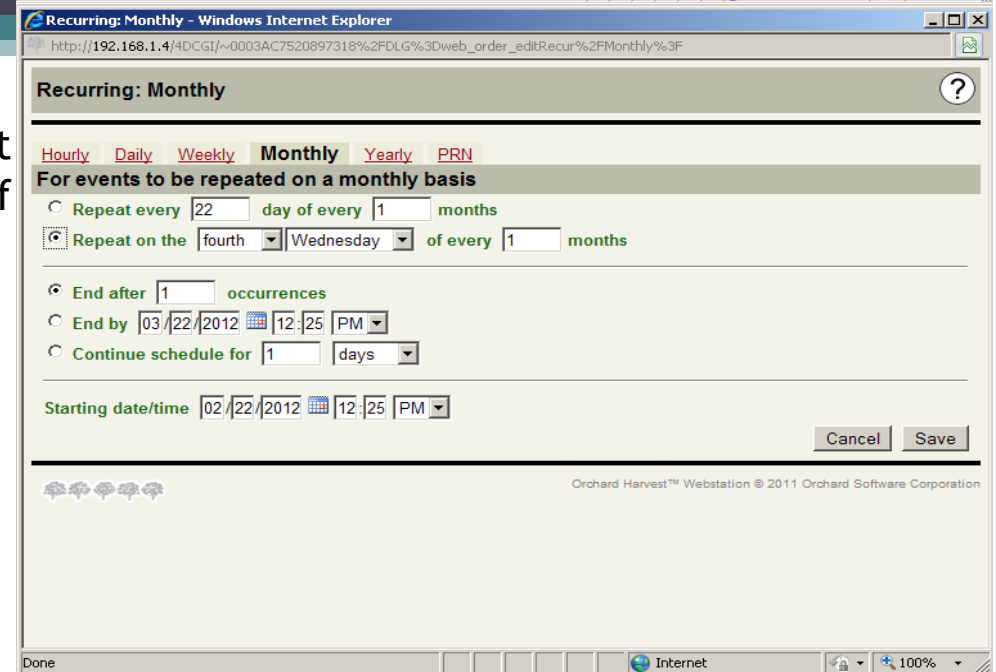 Recurring: Monthly - Windows Internet Explorer
http://192.168.1.4/4DCGI/~0003AC7520897318%2FDLG%3Dweb_order_editRecur%2FMonthly%3F
Recurring: Monthly ?
t
Hourly Daily Weekly Monthly Yearly PRN
f
For events to be repeated on a monthly basis
Repeat every 22 day of every 1 months
Repeat on the fourth Wednesday of every 1 months
End after 1 occurrences
End by 03/22/2012 12:25 PM
Continue schedule for 1 days
Starting date/time 02/22/2012 12:25 PM
Cancel Save
Orchard Harvest™ Webstation © 2011 Orchard Software Corporation
Done Internet 100%